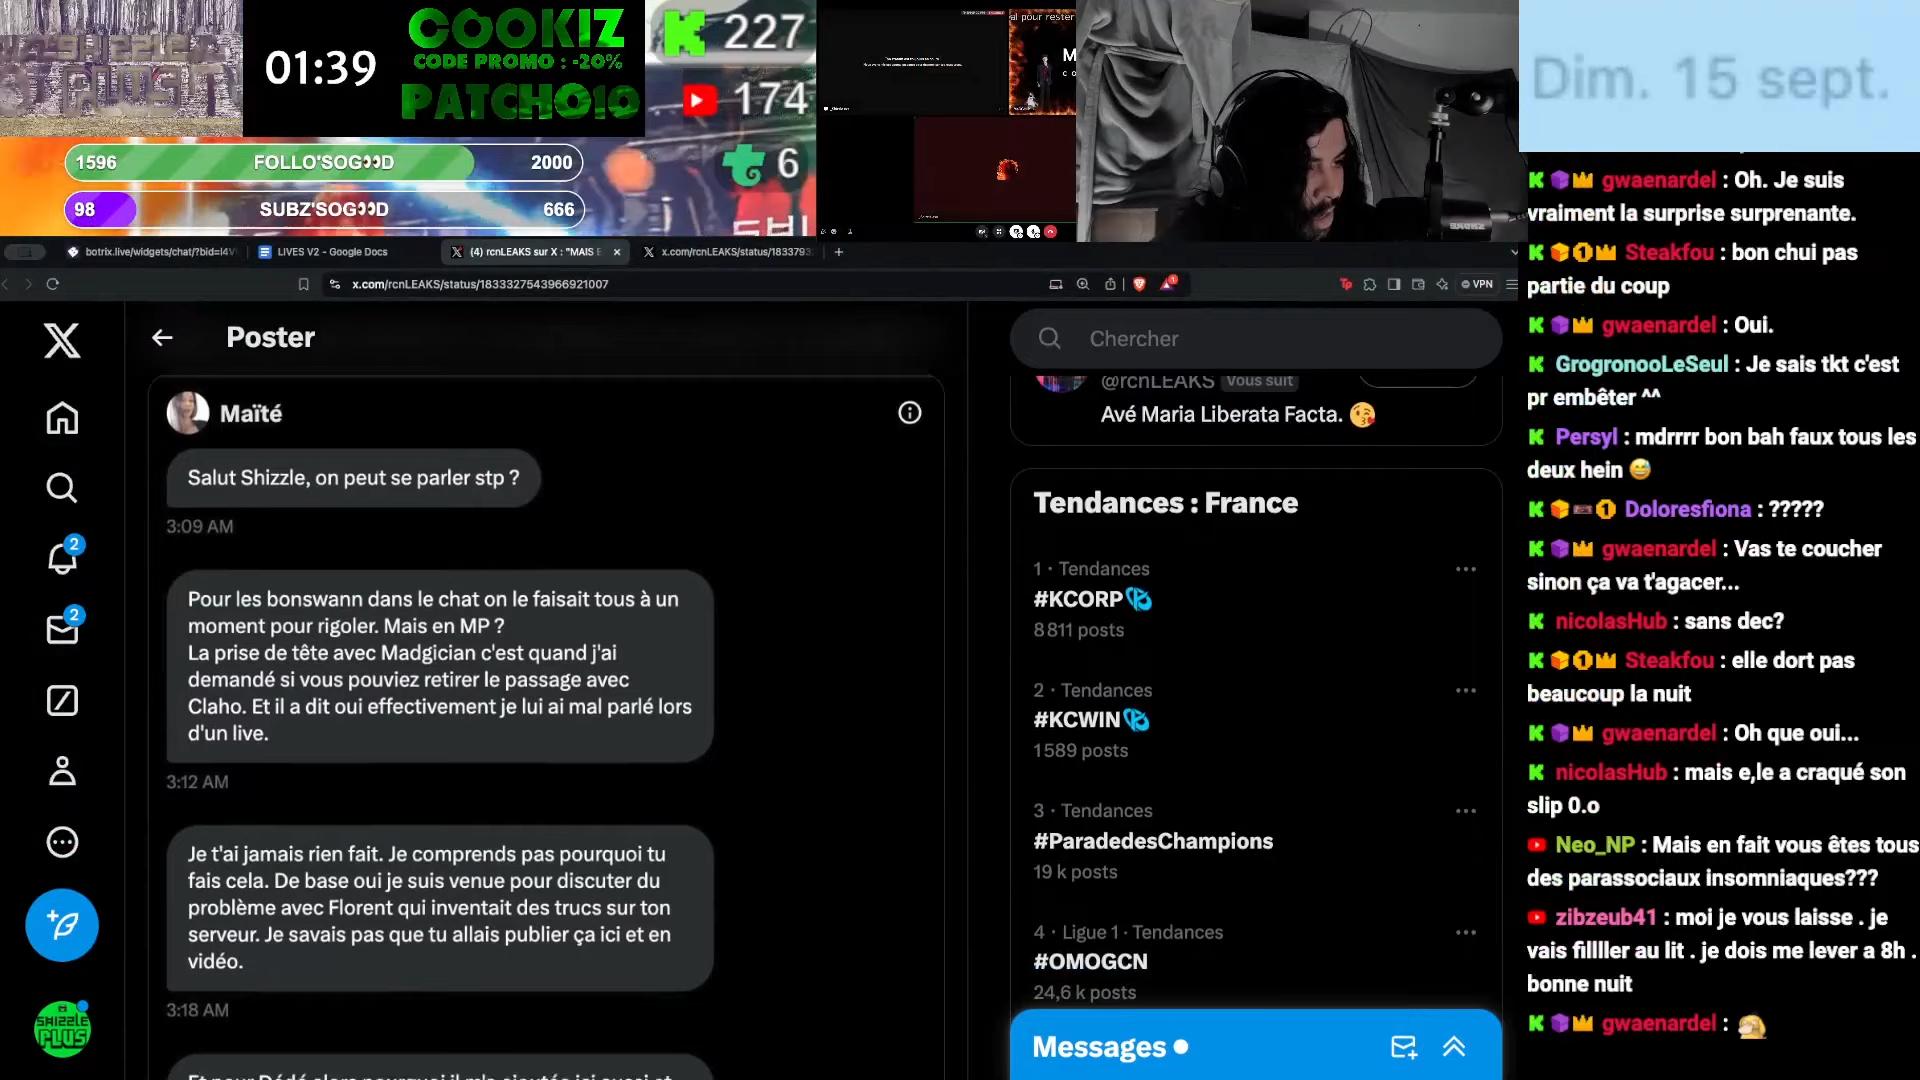 01:39
COOKIZ
CODE PROMO : -20%
PATCHO10
227
174
6
1596 FOLLO'SOG👀D 2000
98 SUBZ'SOG👀D 666
al pour rester
Dim. 15 sept.
botrix.live/widgets/chat/?bid=I4V
LIVES V2 - Google Docs
(4) rcnLEAKS sur X : "MAIS E
x.com/rcnLEAKS/status/1833793
x.com/rcnLEAKS/status/1833327543966921007
VPN
Poster
Maïté
Salut Shizzle, on peut se parler stp ?
3:09 AM
Pour les bonswann dans le chat on le faisait tous à un
moment pour rigoler. Mais en MP ?
La prise de tête avec Madgician c'est quand j'ai
demandé si vous pouviez retirer le passage avec
Claho. Et il a dit oui effectivement je lui ai mal parlé lors
d'un live.
3:12 AM
Je t'ai jamais rien fait. Je comprends pas pourquoi tu
fais cela. De base oui je suis venue pour discuter du
problème avec Florent qui inventait des trucs sur ton
serveur. Je savais pas que tu allais publier ça ici et en
vidéo.
3:18 AM
2
2
SHIZZLE
PLUS
Chercher
@rcnLEAKS Vous suit
Avé Maria Liberata Facta. 😘
Tendances : France
1 · Tendances
#KCORP
8 811 posts
2 · Tendances
#KCWIN
1 589 posts
3 · Tendances
#ParadedesChampions
19 k posts
4 · Ligue 1 · Tendances
#OMOGCN
24,6 k posts
Messages
gwaenardel : Oh. Je suis
vraiment la surprise surprenante.
Steakfou : bon chui pas
partie du coup
gwaenardel : Oui.
GrogronooLeSeul : Je sais tkt c'est
pr embêter ^^
Persyl : mdrrrr bon bah faux tous les
deux hein 😅
Doloresfiona : ?????
gwaenardel : Vas te coucher
sinon ça va t'agacer...
nicolasHub : sans dec?
Steakfou : elle dort pas
beaucoup la nuit
gwaenardel : Oh que oui...
nicolasHub : mais e,le a craqué son
slip 0.o
Neo_NP : Mais en fait vous êtes tous
des parassociaux insomniaques???
zibzeub41 : moi je vous laisse . je
vais fillller au lit . je dois me lever a 8h .
bonne nuit
gwaenardel :